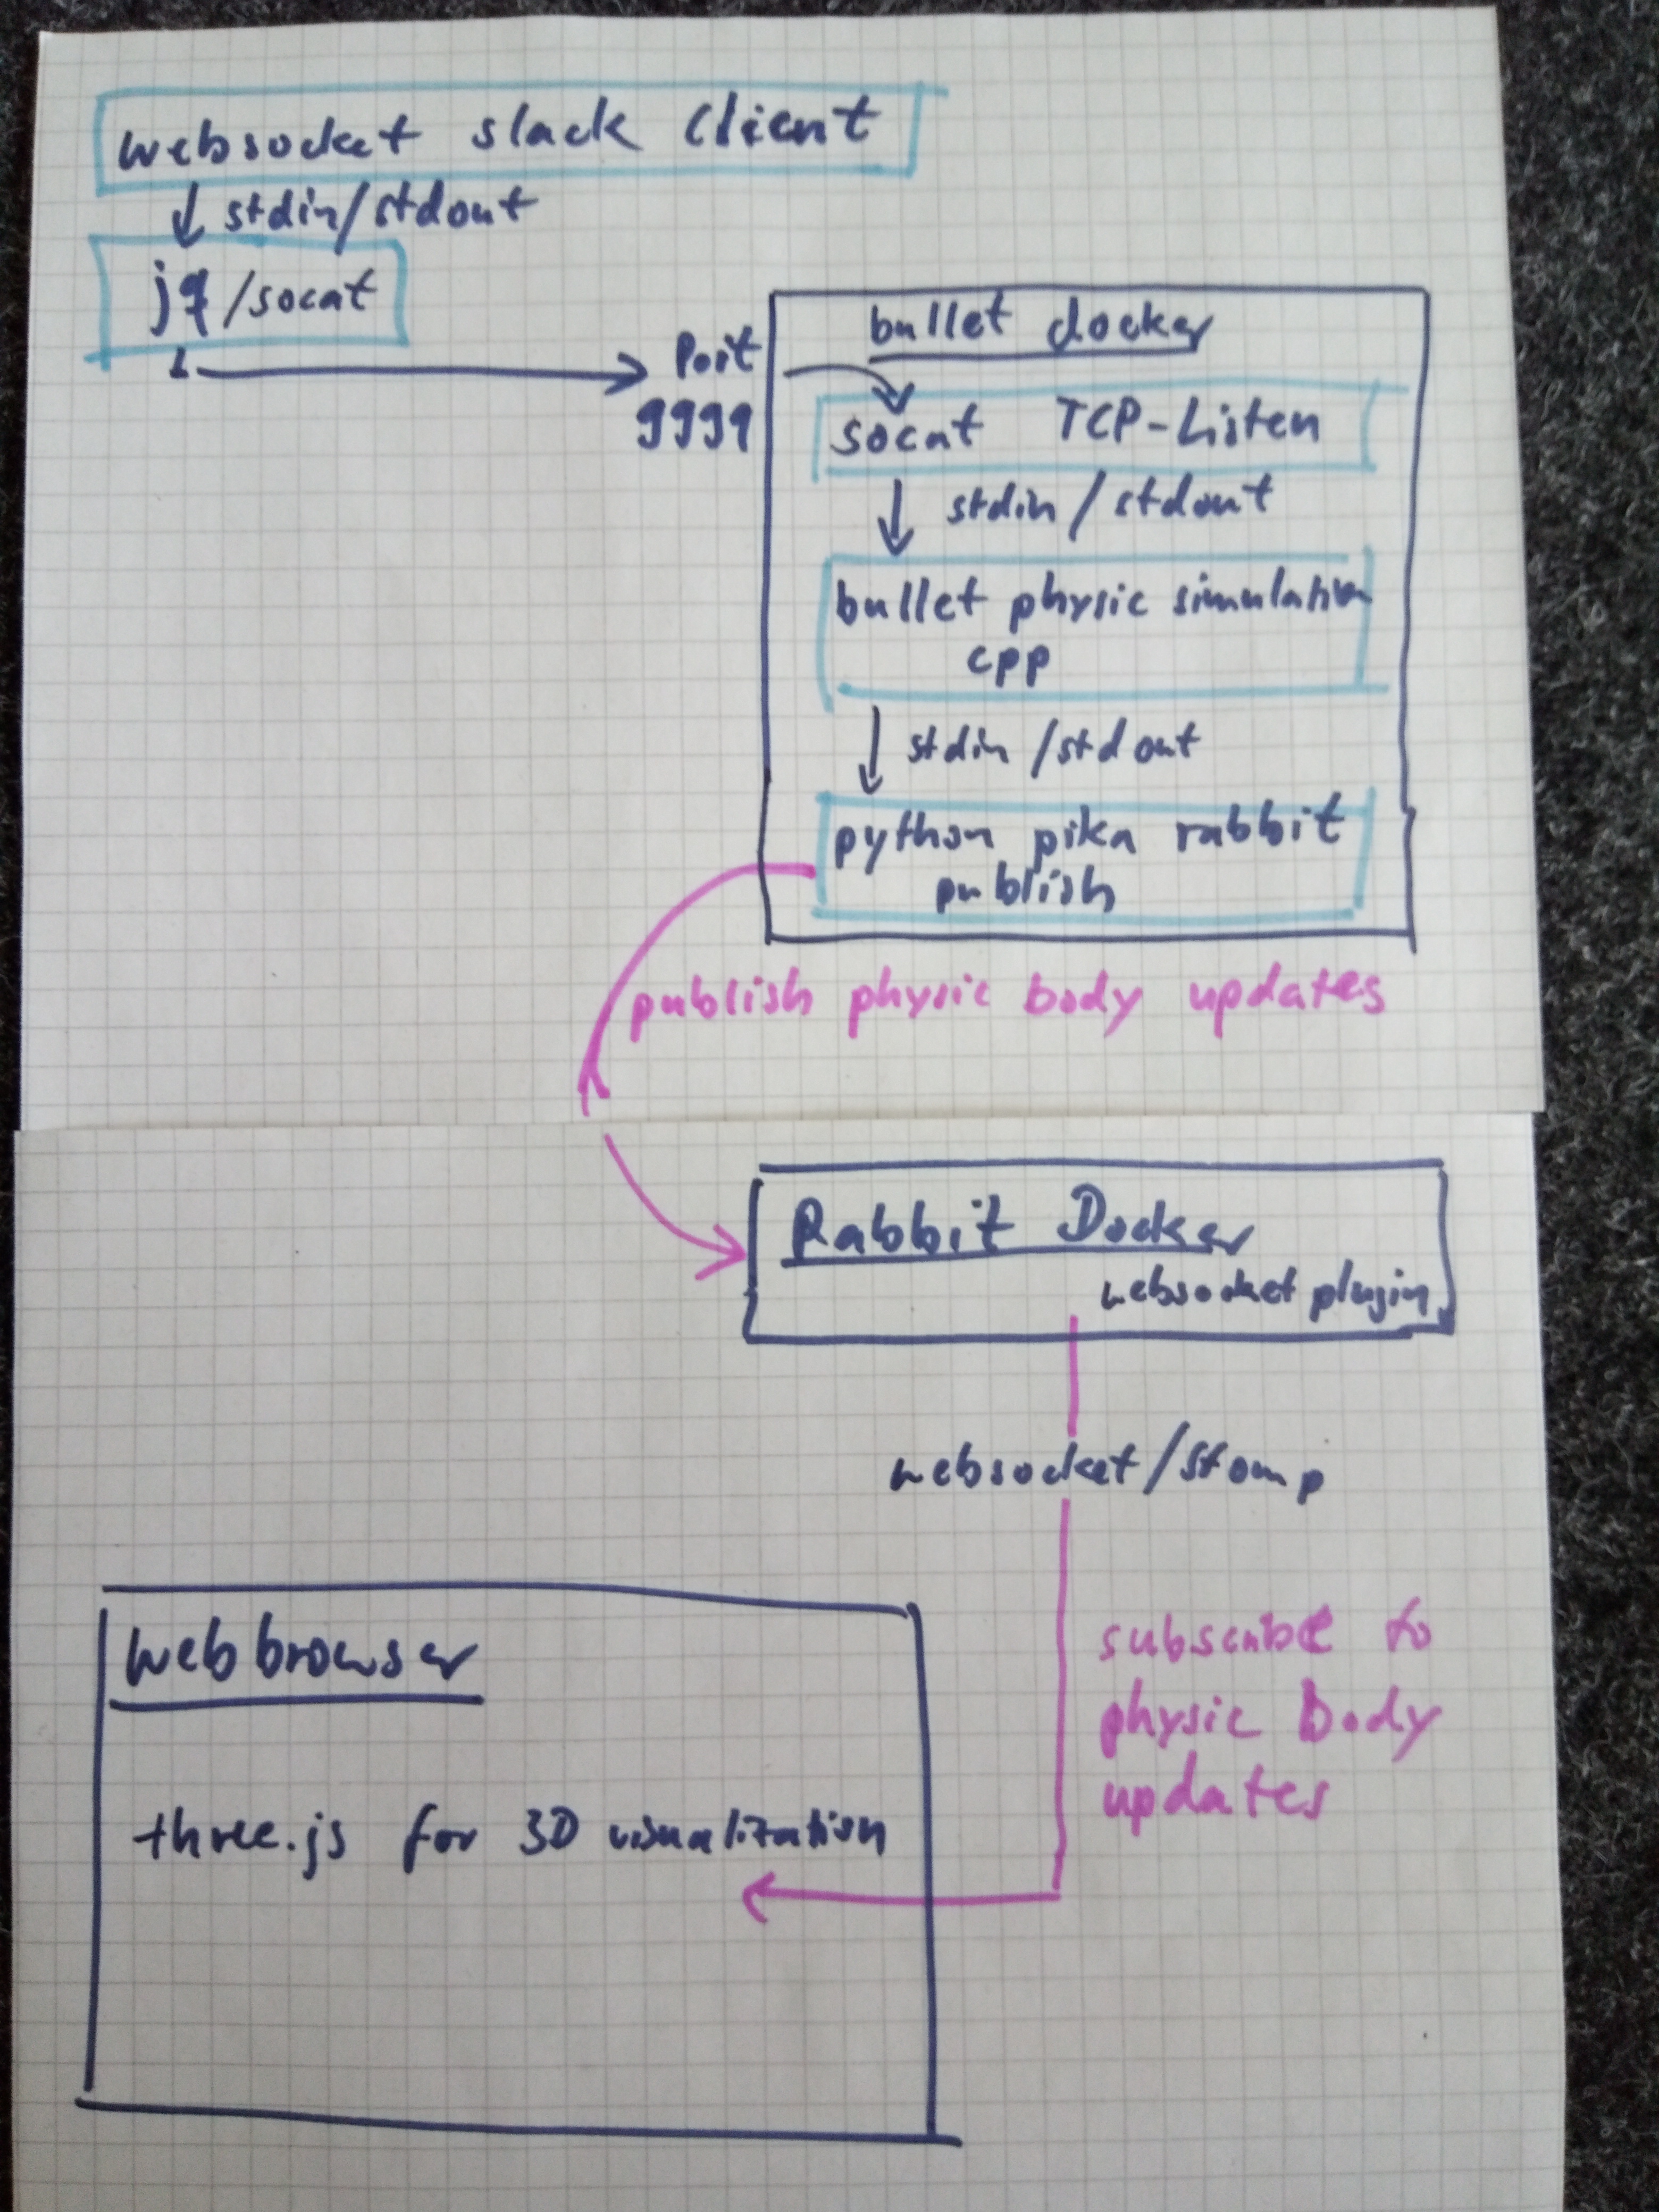 websocket slack client
stdin/stdout
jq/socat
Port
9999
bullet docker
socat TCP-Listen
stdin/stdout
bullet physic simulation
cpp
stdin/stdout
python pika rabbit
publish
publish physic body updates
Rabbit Docker
websocket plugin
websocket/stomp
subscribe to
physic Body
updates
webbrowser
three.js for 3D visualization